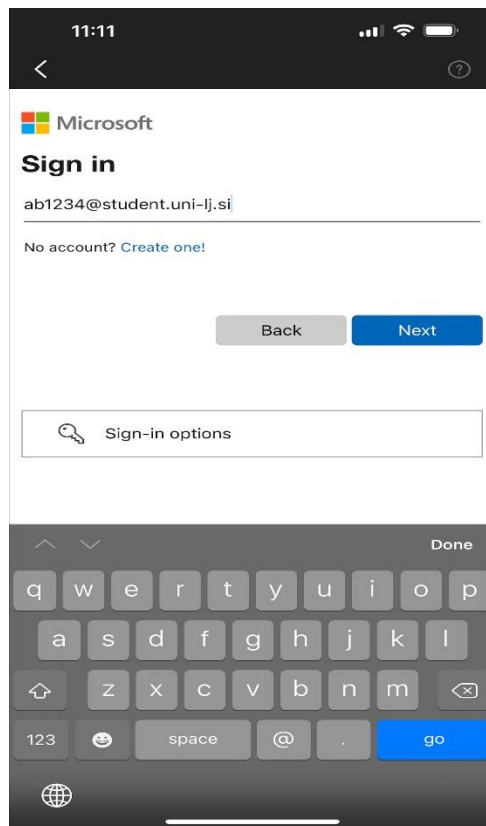 11:11
Microsoft
Sign in
ab1234@student.uni-lj.si
No account? Create one!
Back Next
Sign-in options
Done
q w e r t y u i o p
a s d f g h j k l
z x c v b n m
123 space @ . go